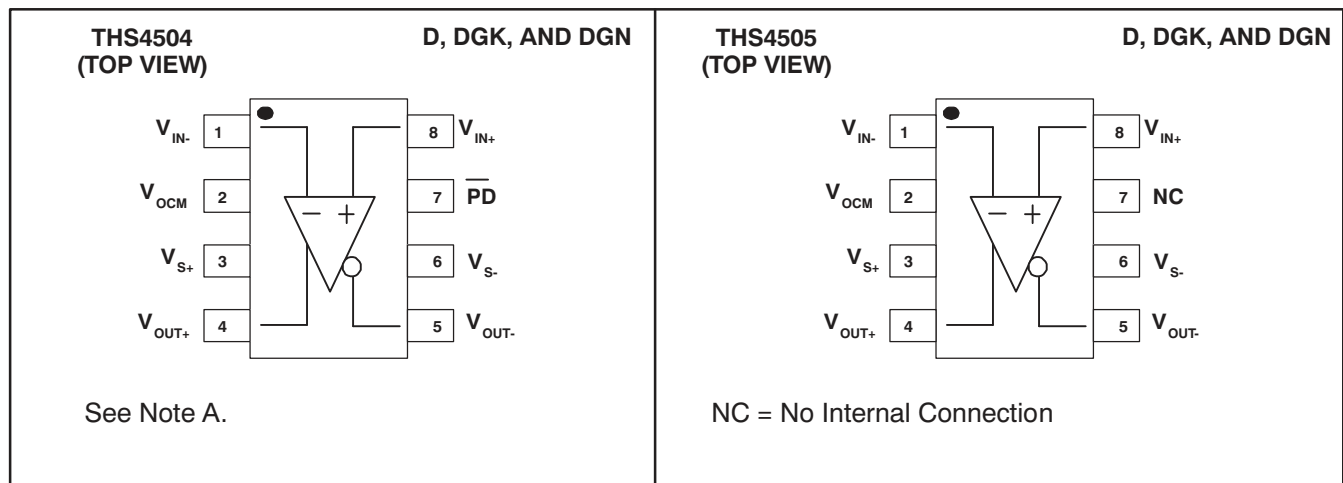 THS4504 D, DGK, AND DGN
(TOP VIEW)
V_IN- 1 8 V_IN+
V_OCM 2 7 P̅D̅
− +
V_S+ 3 6 V_S-
V_OUT+ 4 5 V_OUT-
See Note A.
THS4505 D, DGK, AND DGN
(TOP VIEW)
V_IN- 1 8 V_IN+
V_OCM 2 7 NC
− +
V_S+ 3 6 V_S-
V_OUT+ 4 5 V_OUT-
NC = No Internal Connection